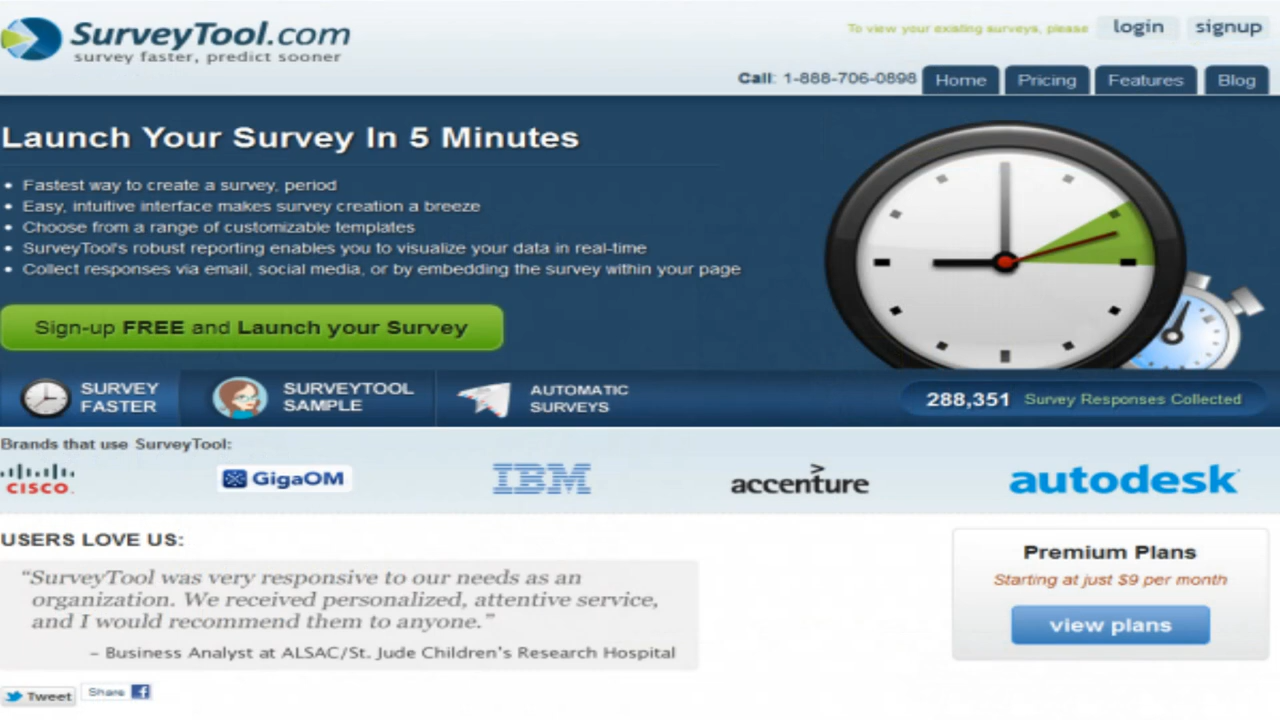 SurveyTool.com
survey faster, predict sooner
To view your existing surveys, please login signup
Call: 1-888-706-0898 Home Pricing Features Blog
Launch Your Survey In 5 Minutes
• Fastest way to create a survey, period
• Easy, intuitive interface makes survey creation a breeze
• Choose from a range of customizable templates
• SurveyTool's robust reporting enables you to visualize your data in real-time
• Collect responses via email, social media, or by embedding the survey within your page
Sign-up FREE and Launch your Survey
SURVEY
FASTER
SURVEYTOOL
SAMPLE
AUTOMATIC
SURVEYS
288,351 Survey Responses Collected
Brands that use SurveyTool:
CISCO. GigaOM IBM accenture autodesk
USERS LOVE US:
“SurveyTool was very responsive to our needs as an
organization. We received personalized, attentive service,
and I would recommend them to anyone.”
– Business Analyst at ALSAC/St. Jude Children's Research Hospital
Premium Plans
Starting at just $9 per month
view plans
Tweet Share f